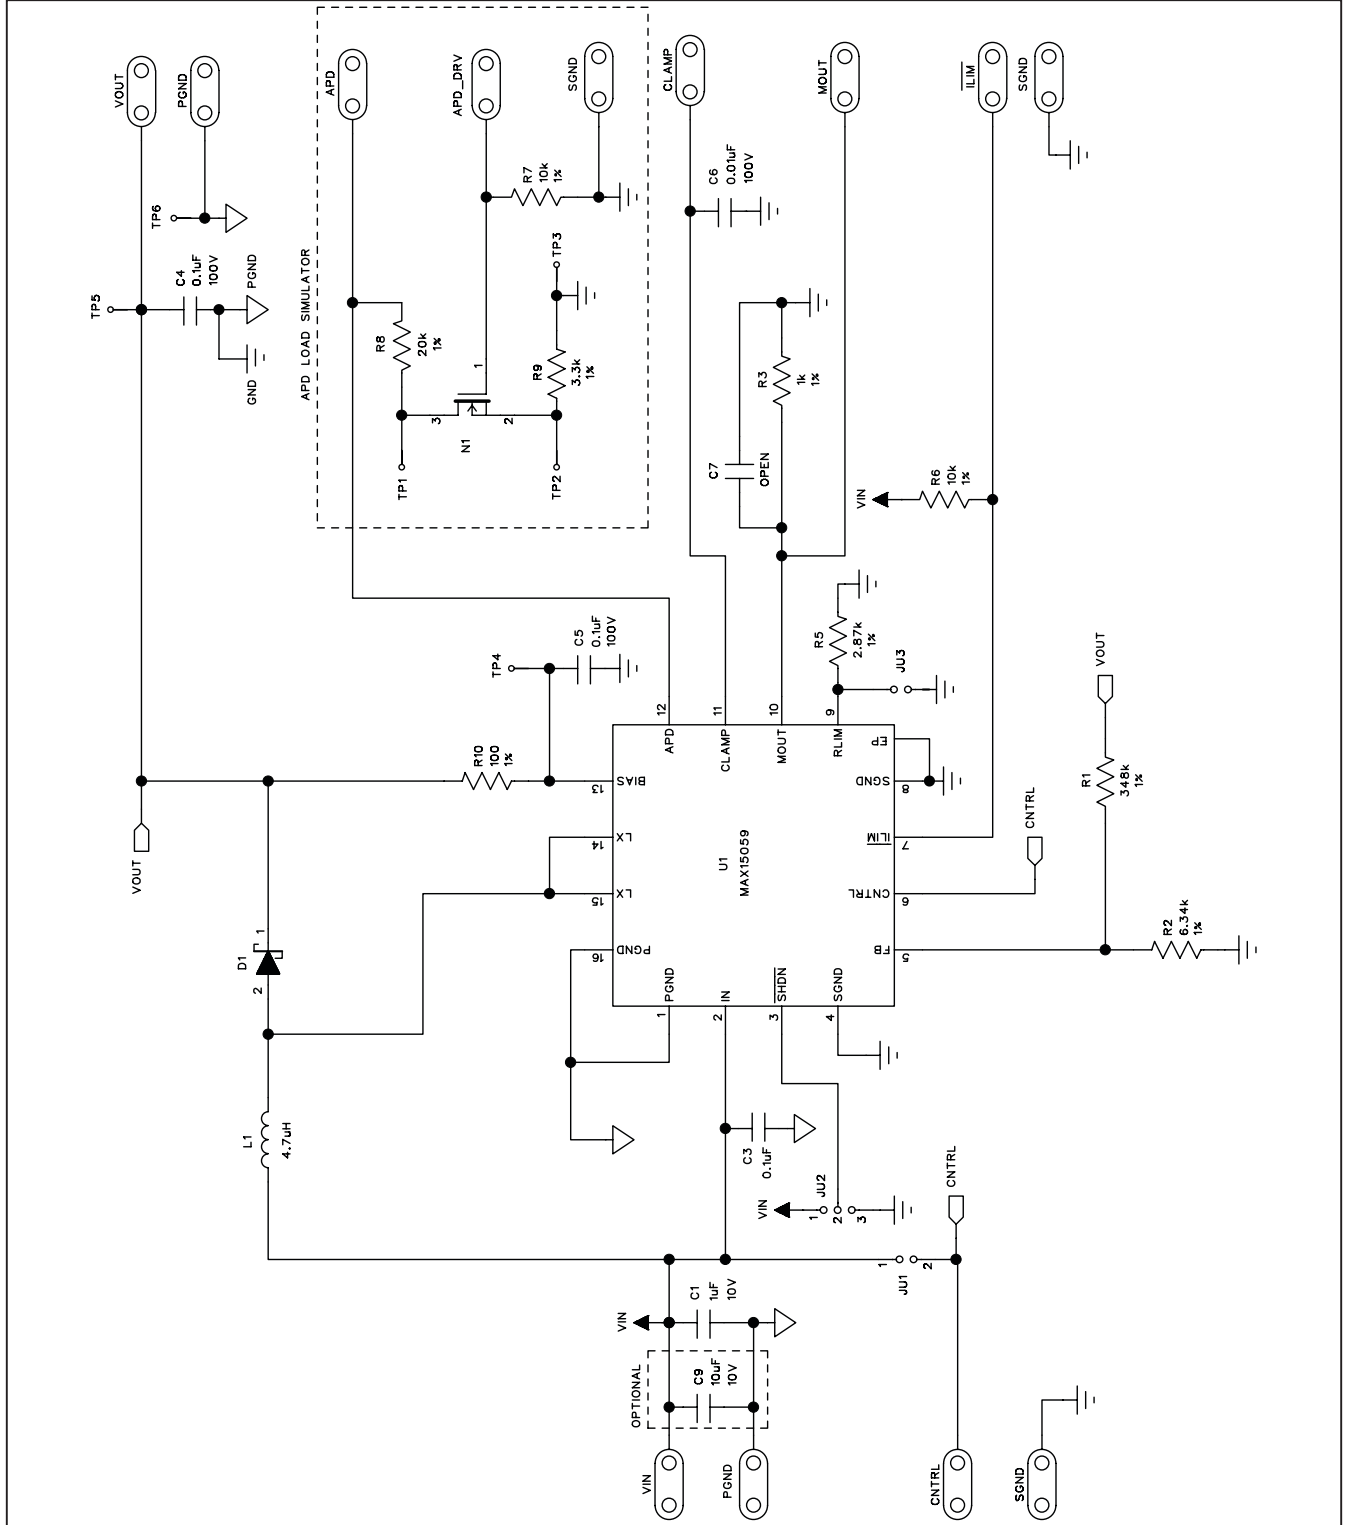 VOUT
PGND
TP6
TP5
C4
0.1uF
100V
PGND
GND
APD LOAD SIMULATOR
APD
APD_DRV
SGND
R7
10k
1%
R8
20k
1%
TP3
R9
3.3k
1%
1
3
2
N1
TP1
TP2
CLAMP
C6
0.01uF
100V
MOUT
R3
1k
1%
C7
OPEN
ILIM
SGND
VIN
R6
10k
1%
VOUT
TP4
C5
0.1uF
100V
R10
100
1%
R5
2.87k
1%
JU3
VOUT
R1
348k
1%
CNTRL
R2
6.34k
1%
U1
MAX15059
12
APD
11
CLAMP
10
MOUT
9
RLIM
EP
SGND
8
ILIM
7
CNTRL
6
FB
5
13
BIAS
14
LX
15
LX
16
PGND
1
PGND
2
IN
3
SHDN
4
SGND
D1
1
2
L1
4.7uH
C3
0.1uF
VIN
JU2
1
2
3
CNTRL
1
2
JU1
VIN
C1
1uF
10V
OPTIONAL
C9
10uF
10V
VIN
PGND
CNTRL
SGND